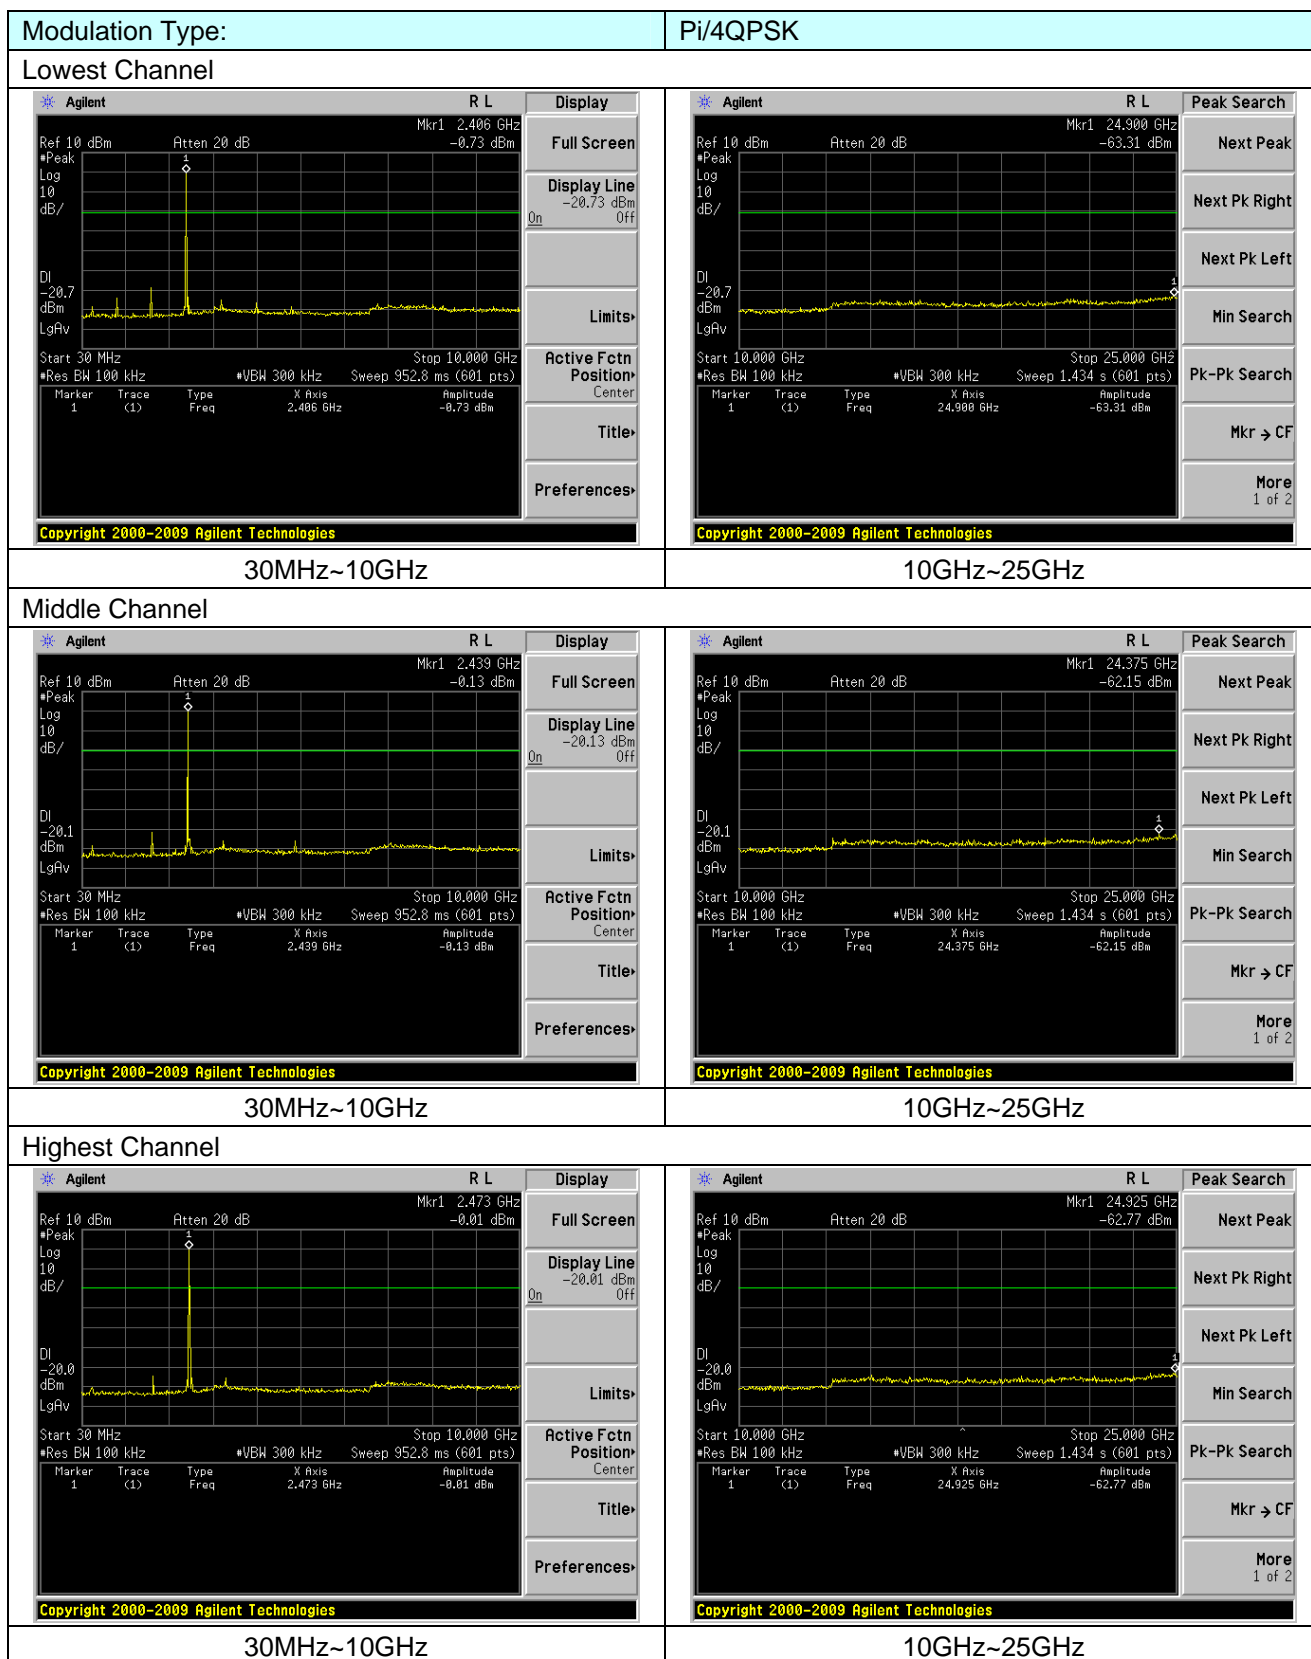 Modulation Type: Pi/4QPSK
Lowest Channel
Agilent R L Display
Mkr1 2.406 GHz
Ref 10 dBm Atten 20 dB -0.73 dBm
#Peak
Log
10
dB/
1
DI
-20.7
dBm
LgAv
Start 30 MHz Stop 10.000 GHz
#Res BW 100 kHz #VBW 300 kHz Sweep 952.8 ms (601 pts)
Marker Trace Type X Axis Amplitude
1 (1) Freq 2.406 GHz -0.73 dBm
Full Screen
Display Line
-20.73 dBm
On Off
Limits
Active Fctn
Position
Center
Title
Preferences
Copyright 2000-2009 Agilent Technologies
Agilent R L Peak Search
Mkr1 24.900 GHz
Ref 10 dBm Atten 20 dB -63.31 dBm
#Peak
Log
10
dB/
1
DI
-20.7
dBm
LgAv
Start 10.000 GHz Stop 25.000 GHz
#Res BW 100 kHz #VBW 300 kHz Sweep 1.434 s (601 pts)
Marker Trace Type X Axis Amplitude
1 (1) Freq 24.900 GHz -63.31 dBm
Next Peak
Next Pk Right
Next Pk Left
Min Search
Pk-Pk Search
Mkr → CF
More
1 of 2
Copyright 2000-2009 Agilent Technologies
30MHz~10GHz 10GHz~25GHz
Middle Channel
Agilent R L Display
Mkr1 2.439 GHz
Ref 10 dBm Atten 20 dB -0.13 dBm
#Peak
Log
10
dB/
1
DI
-20.1
dBm
LgAv
Start 30 MHz Stop 10.000 GHz
#Res BW 100 kHz #VBW 300 kHz Sweep 952.8 ms (601 pts)
Marker Trace Type X Axis Amplitude
1 (1) Freq 2.439 GHz -0.13 dBm
Full Screen
Display Line
-20.13 dBm
On Off
Limits
Active Fctn
Position
Center
Title
Preferences
Copyright 2000-2009 Agilent Technologies
Agilent R L Peak Search
Mkr1 24.375 GHz
Ref 10 dBm Atten 20 dB -62.15 dBm
#Peak
Log
10
dB/
1
DI
-20.1
dBm
LgAv
Start 10.000 GHz Stop 25.000 GHz
#Res BW 100 kHz #VBW 300 kHz Sweep 1.434 s (601 pts)
Marker Trace Type X Axis Amplitude
1 (1) Freq 24.375 GHz -62.15 dBm
Next Peak
Next Pk Right
Next Pk Left
Min Search
Pk-Pk Search
Mkr → CF
More
1 of 2
Copyright 2000-2009 Agilent Technologies
30MHz~10GHz 10GHz~25GHz
Highest Channel
Agilent R L Display
Mkr1 2.473 GHz
Ref 10 dBm Atten 20 dB -0.01 dBm
#Peak
Log
10
dB/
1
DI
-20.0
dBm
LgAv
Start 30 MHz Stop 10.000 GHz
#Res BW 100 kHz #VBW 300 kHz Sweep 952.8 ms (601 pts)
Marker Trace Type X Axis Amplitude
1 (1) Freq 2.473 GHz -0.01 dBm
Full Screen
Display Line
-20.01 dBm
On Off
Limits
Active Fctn
Position
Center
Title
Preferences
Copyright 2000-2009 Agilent Technologies
Agilent R L Peak Search
Mkr1 24.925 GHz
Ref 10 dBm Atten 20 dB -62.77 dBm
#Peak
Log
10
dB/
1
DI
-20.0
dBm
LgAv
Start 10.000 GHz Stop 25.000 GHz
#Res BW 100 kHz #VBW 300 kHz Sweep 1.434 s (601 pts)
Marker Trace Type X Axis Amplitude
1 (1) Freq 24.925 GHz -62.77 dBm
Next Peak
Next Pk Right
Next Pk Left
Min Search
Pk-Pk Search
Mkr → CF
More
1 of 2
Copyright 2000-2009 Agilent Technologies
30MHz~10GHz 10GHz~25GHz